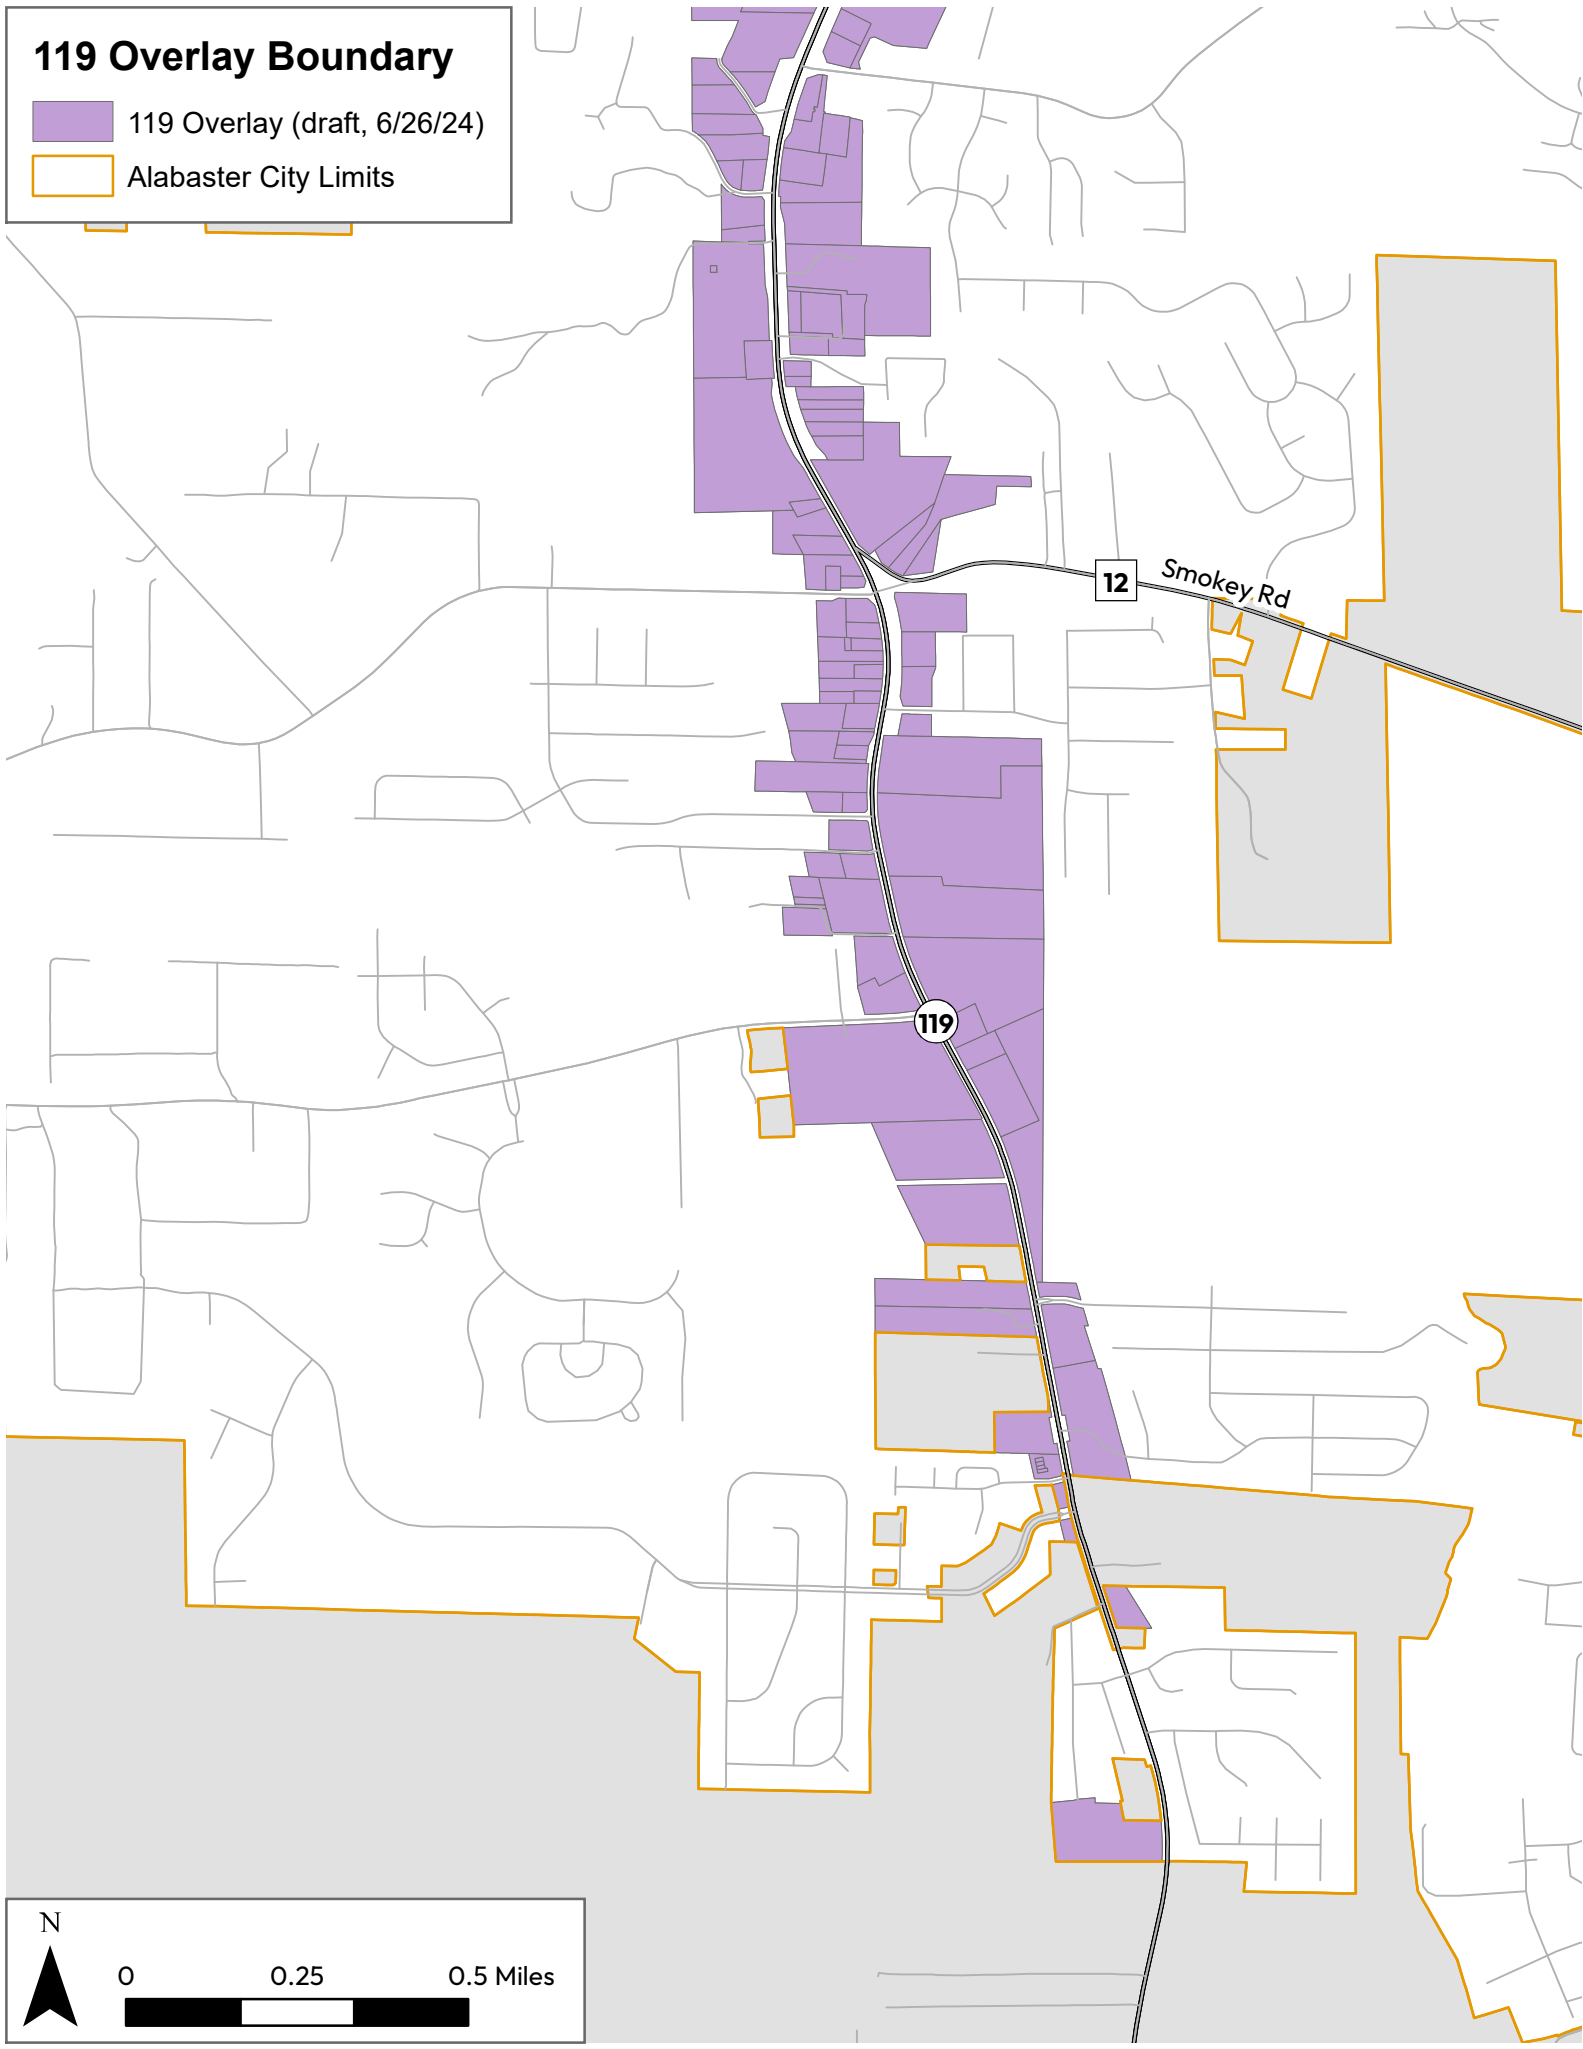 119 Overlay Boundary
119 Overlay (draft, 6/26/24)
Alabaster City Limits
12
Smokey Rd
119
N
0 0.25 0.5 Miles